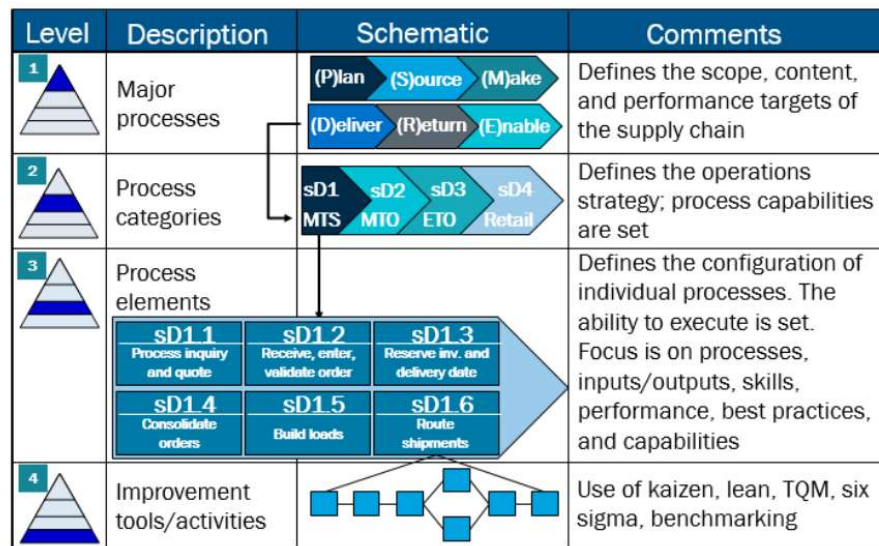 Level Description Schematic Comments
1
Major
processes
(P)lan (S)ource (M)ake
(D)eliver (R)eturn (E)nable
Defines the scope, content,
and performance targets of
the supply chain
2
Process
categories
sD1 sD2 sD3 sD4
MTS MTO ETO Retail
Defines the operations
strategy; process capabilities
are set
3
Process
elements
sD1.1
Process inquiry
and quote
sD1.2
Receive, enter,
validate order
sD1.3
Reserve inv. and
delivery date
sD1.4
Consolidate
orders
sD1.5
Build loads
sD1.6
Route
shipments
Defines the configuration of
individual processes. The
ability to execute is set.
Focus is on processes,
inputs/outputs, skills,
performance, best practices,
and capabilities
4
Improvement
tools/activities
Use of kaizen, lean, TQM, six
sigma, benchmarking